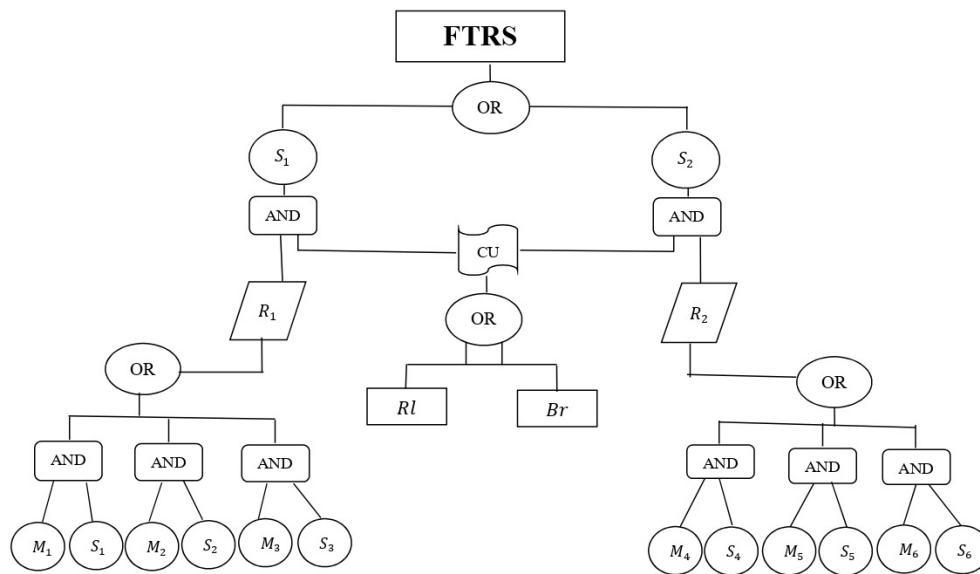 FTRS
OR
S₁ S₂
AND AND
CU
R₁ OR R₂
OR OR
Rl Br
AND AND AND AND AND AND
M₁ S₁ M₂ S₂ M₃ S₃ M₄ S₄ M₅ S₅ M₆ S₆